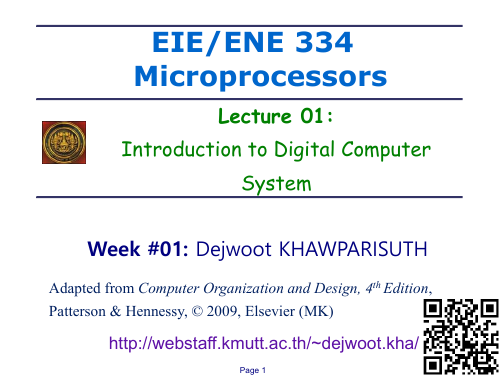 EIE/ENE 334
Microprocessors
Lecture 01:
Introduction to Digital Computer
System
Week #01: Dejwoot KHAWPARISUTH
Adapted from Computer Organization and Design, 4th Edition,
Patterson & Hennessy, © 2009, Elsevier (MK)
http://webstaff.kmutt.ac.th/~dejwoot.kha/
Page 1